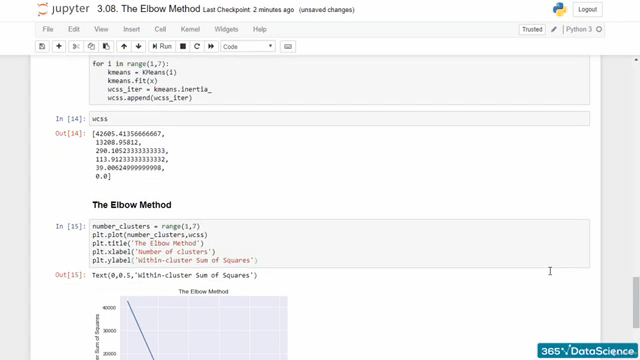 jupyter 3.08. The Elbow Method Last Checkpoint: 2 minutes ago (unsaved changes) Logout
File Edit View Insert Cell Kernel Widgets Help Trusted Python 3
Run Code
for i in range(1,7):
kmeans = KMeans(i)
kmeans.fit(x)
wcss_iter = kmeans.inertia_
wcss.append(wcss_iter)
In [14]: wcss
Out[14]: [42605.41356666667,
13208.95812,
290.10523333333333,
113.91233333333332,
39.00624999999998,
0.0]
The Elbow Method
In [15]: number_clusters = range(1,7)
plt.plot(number_clusters,wcss)
plt.title('The Elbow Method')
plt.xlabel('Number of clusters')
plt.ylabel('Within-cluster Sum of Squares')
Out[15]: Text(0,0.5,'Within-cluster Sum of Squares')
The Elbow Method
40000
30000
20000
er Sum of Squares
365 DataScience